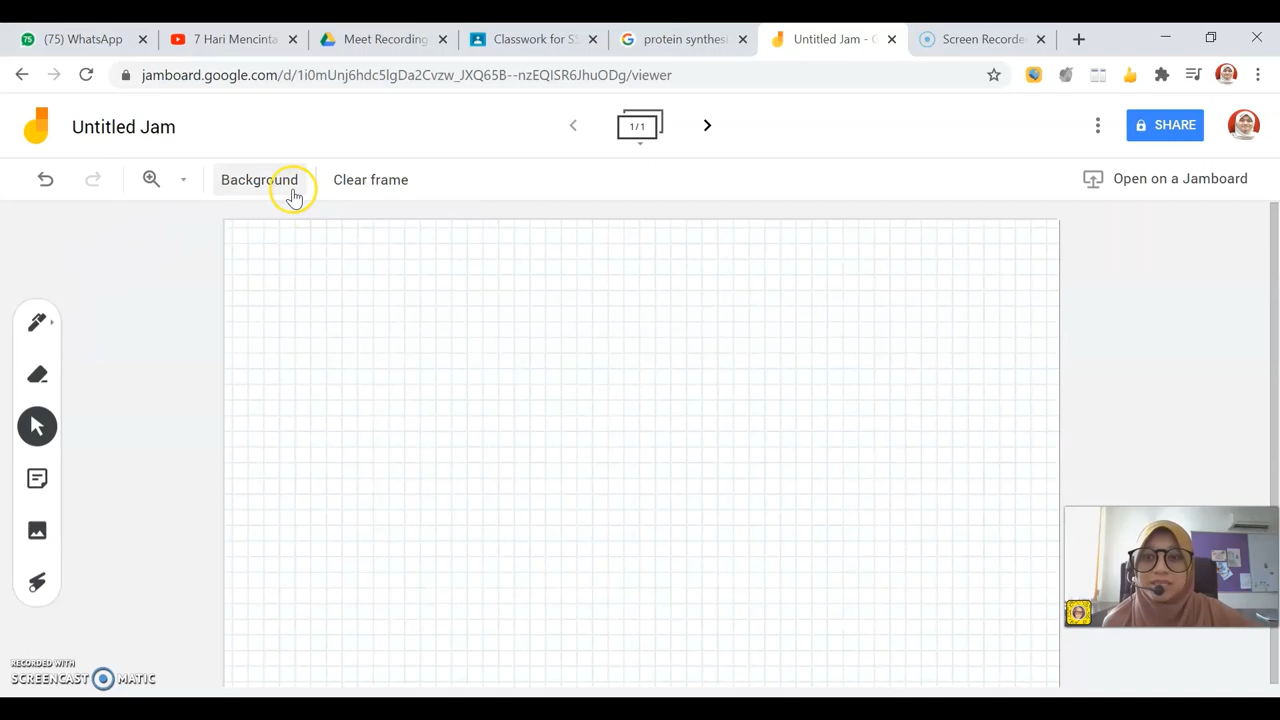 75 (75) WhatsApp
7 Hari Mencinta
Meet Recording
Classwork for S
protein synthesi
Untitled Jam - G
Screen Recorde
jamboard.google.com/d/1i0mUnj6hdc5lgDa2Cvzw_JXQ65B--nzEQISR6JhuODg/viewer
Untitled Jam
1/1
SHARE
Background
Clear frame
Open on a Jamboard
RECORDED WITH
SCREENCAST MATIC